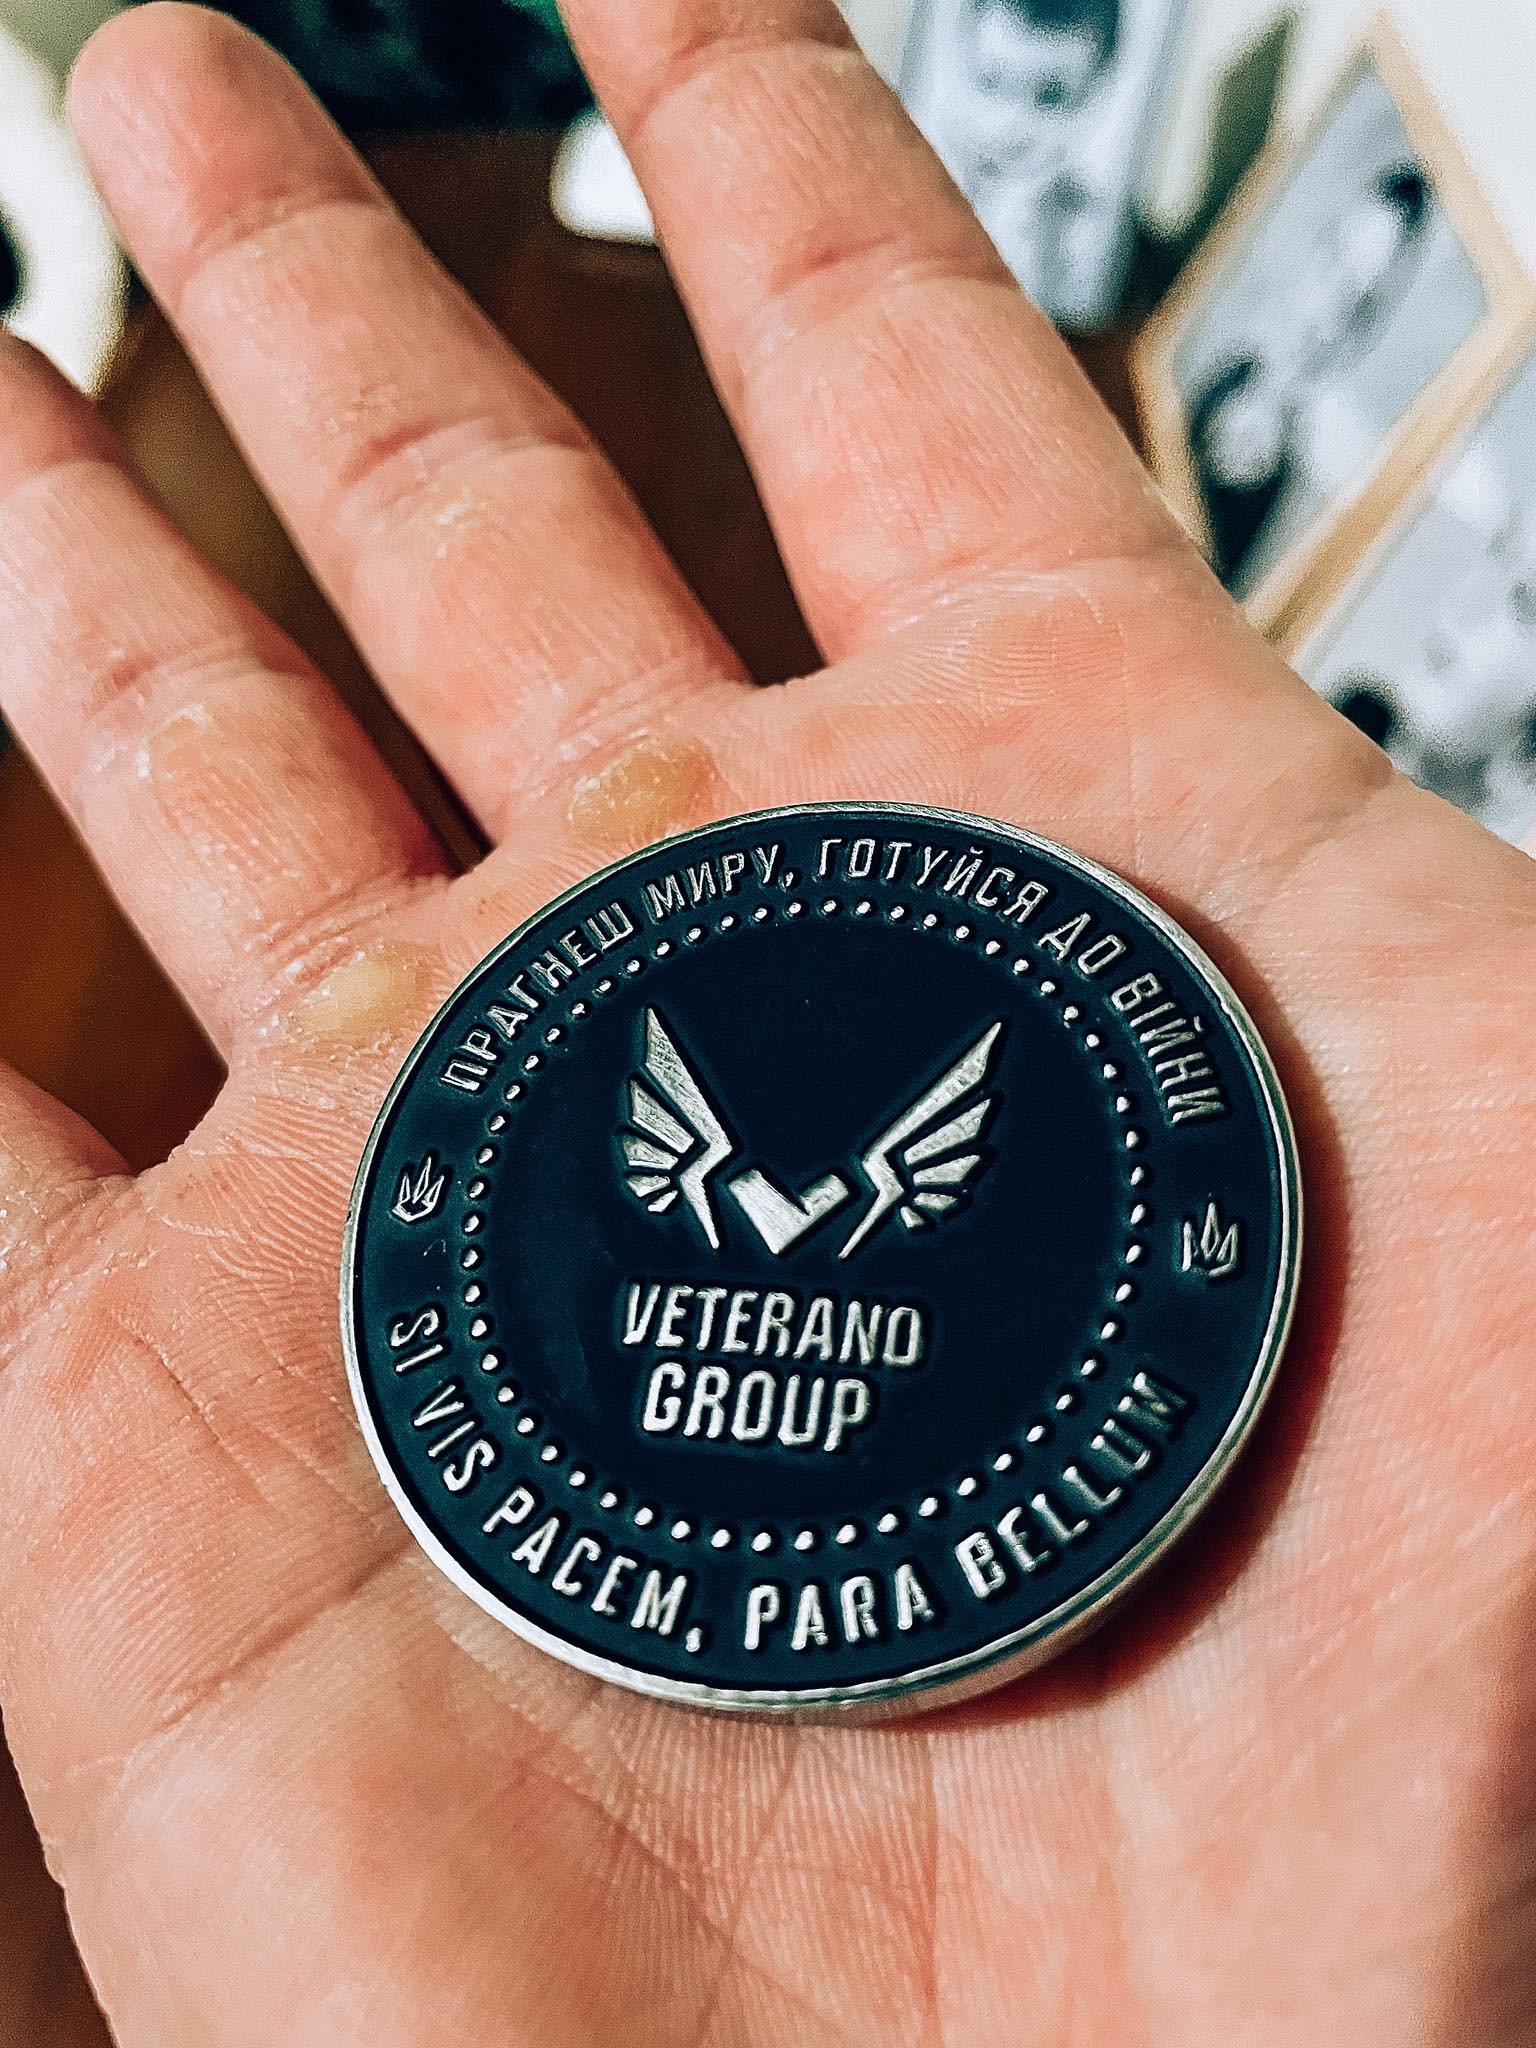 ПРАГНЕШ МИРУ, ГОТУЙСЯ ДО ВІЙНИ
VETERANO
GROUP
SI VIS PACEM, PARA BELLUM